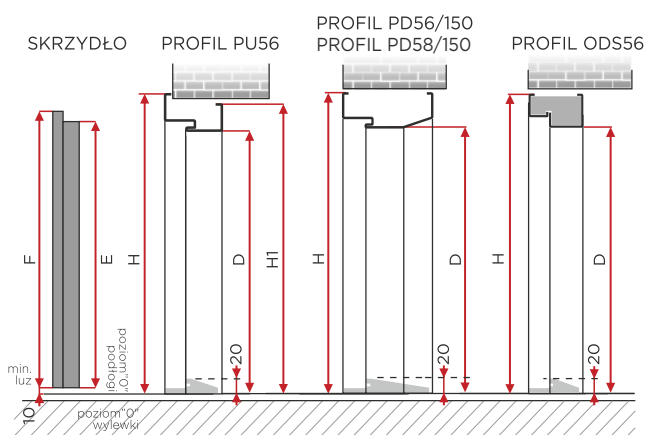 SKRZYDŁO
PROFIL PU56
PROFIL PD56/150
PROFIL PD58/150
PROFIL ODS56
F
E
H
D
H1
H
D
H
D
20
20
20
min.
luz
10
poziom"0"
podłogi
poziom"0"
wylewki